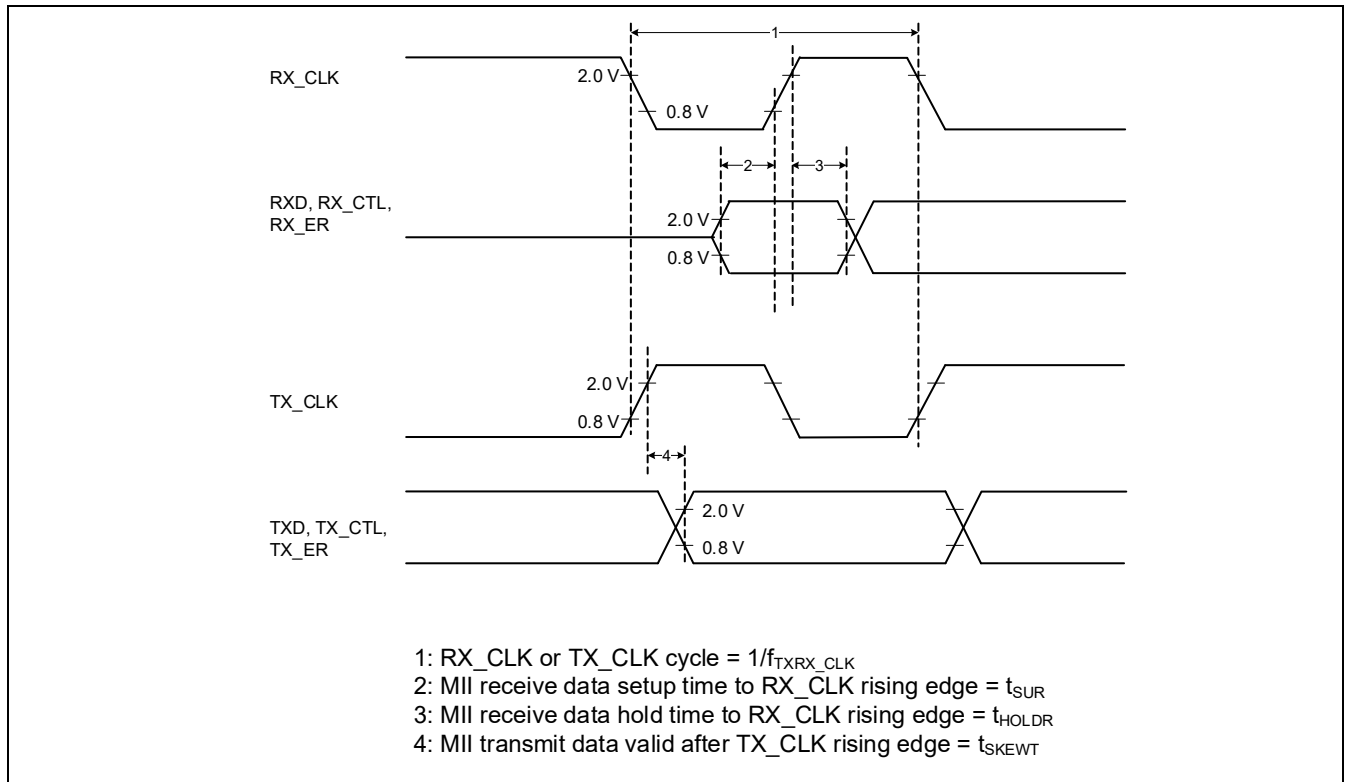 1
RX_CLK
2.0 V
0.8 V
2
3
RXD, RX_CTL,
RX_ER
2.0 V
0.8 V
TX_CLK
2.0 V
0.8 V
4
TXD, TX_CTL,
TX_ER
2.0 V
0.8 V
1: RX_CLK or TX_CLK cycle = 1/fTXRX_CLK
2: MII receive data setup time to RX_CLK rising edge = tSUR
3: MII receive data hold time to RX_CLK rising edge = tHOLDR
4: MII transmit data valid after TX_CLK rising edge = tSKEWT